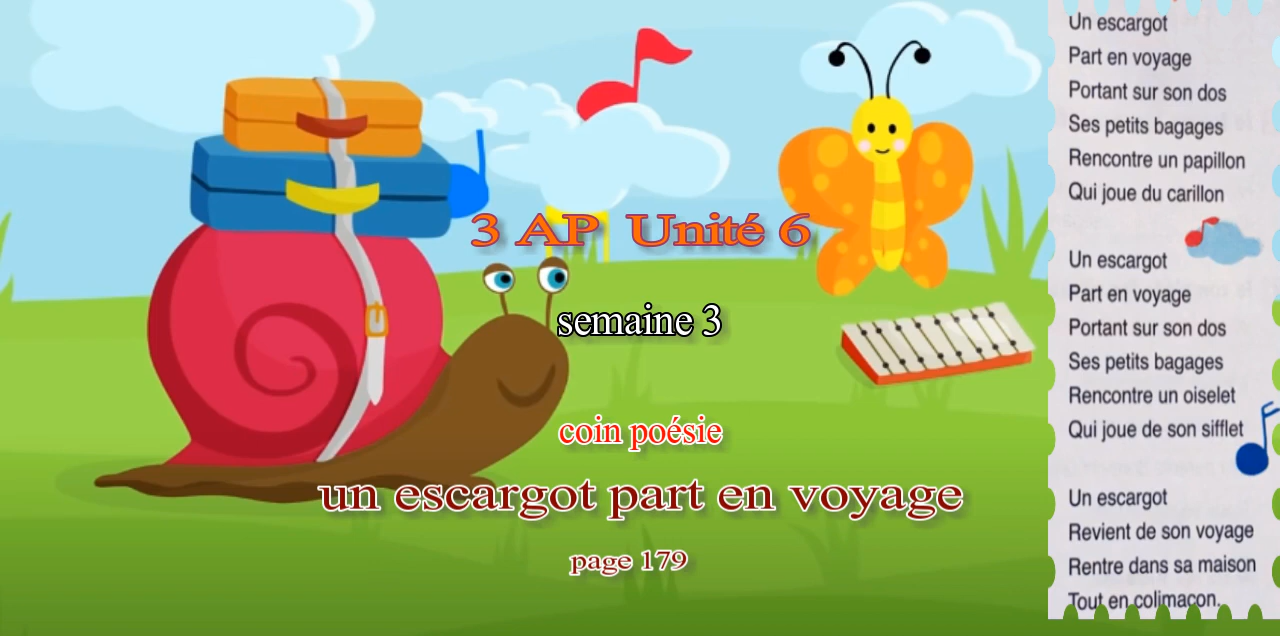 3 AP Unité 6
semaine 3
coin poésie
un escargot part en voyage
page 179
Un escargot
Part en voyage
Portant sur son dos
Ses petits bagages
Rencontre un papillon
Qui joue du carillon
Un escargot
Part en voyage
Portant sur son dos
Ses petits bagages
Rencontre un oiselet
Qui joue de son sifflet
Un escargot
Revient de son voyage
Rentre dans sa maison
Tout en colimaçon.